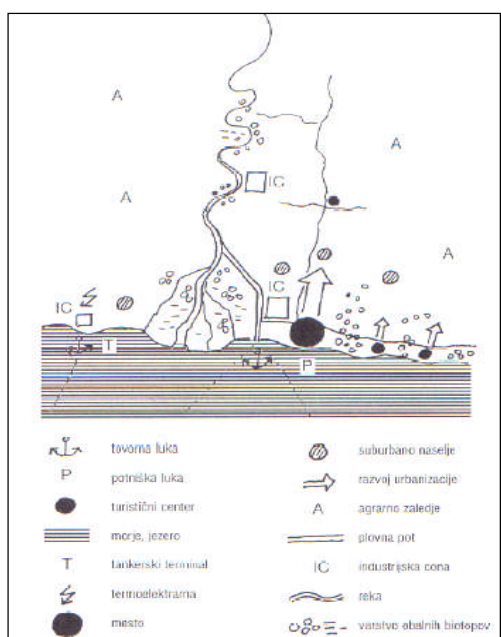 A
A
IC
A
A
IC
IC
T
P
tovorna luka
suburbano naselje
P
potniška luka
razvoj urbanizacije
turistični center
A
agrarno zaledje
morje, jezero
plovna pot
T
tankerski terminal
IC
industrijska cona
termoelektrarna
reka
mesto
varstvo obalnih biotopov